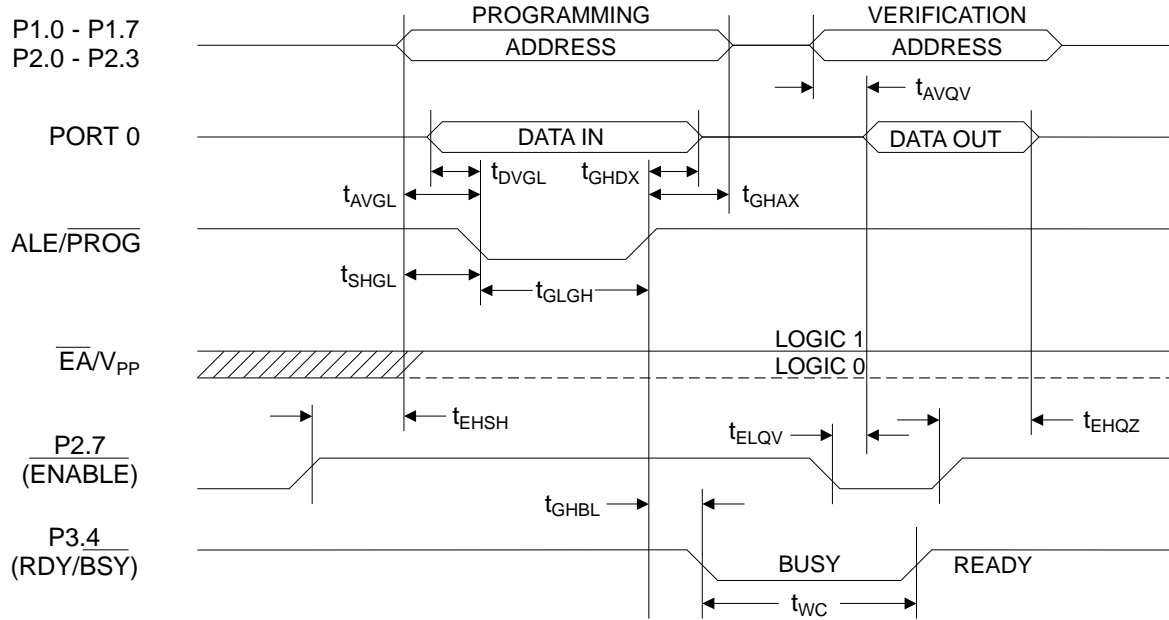 PROGRAMMING
VERIFICATION
P1.0 - P1.7
P2.0 - P2.3
ADDRESS
ADDRESS
tAVQV
PORT 0
DATA IN
DATA OUT
tDVGL
tGHDX
tAVGL
tGHAX
ALE/PROG
tSHGL
tGLGH
LOGIC 1
EA/VPP
LOGIC 0
tEHSH
tELQV
tEHQZ
P2.7
(ENABLE)
tGHBL
P3.4
(RDY/BSY)
BUSY
READY
tWC